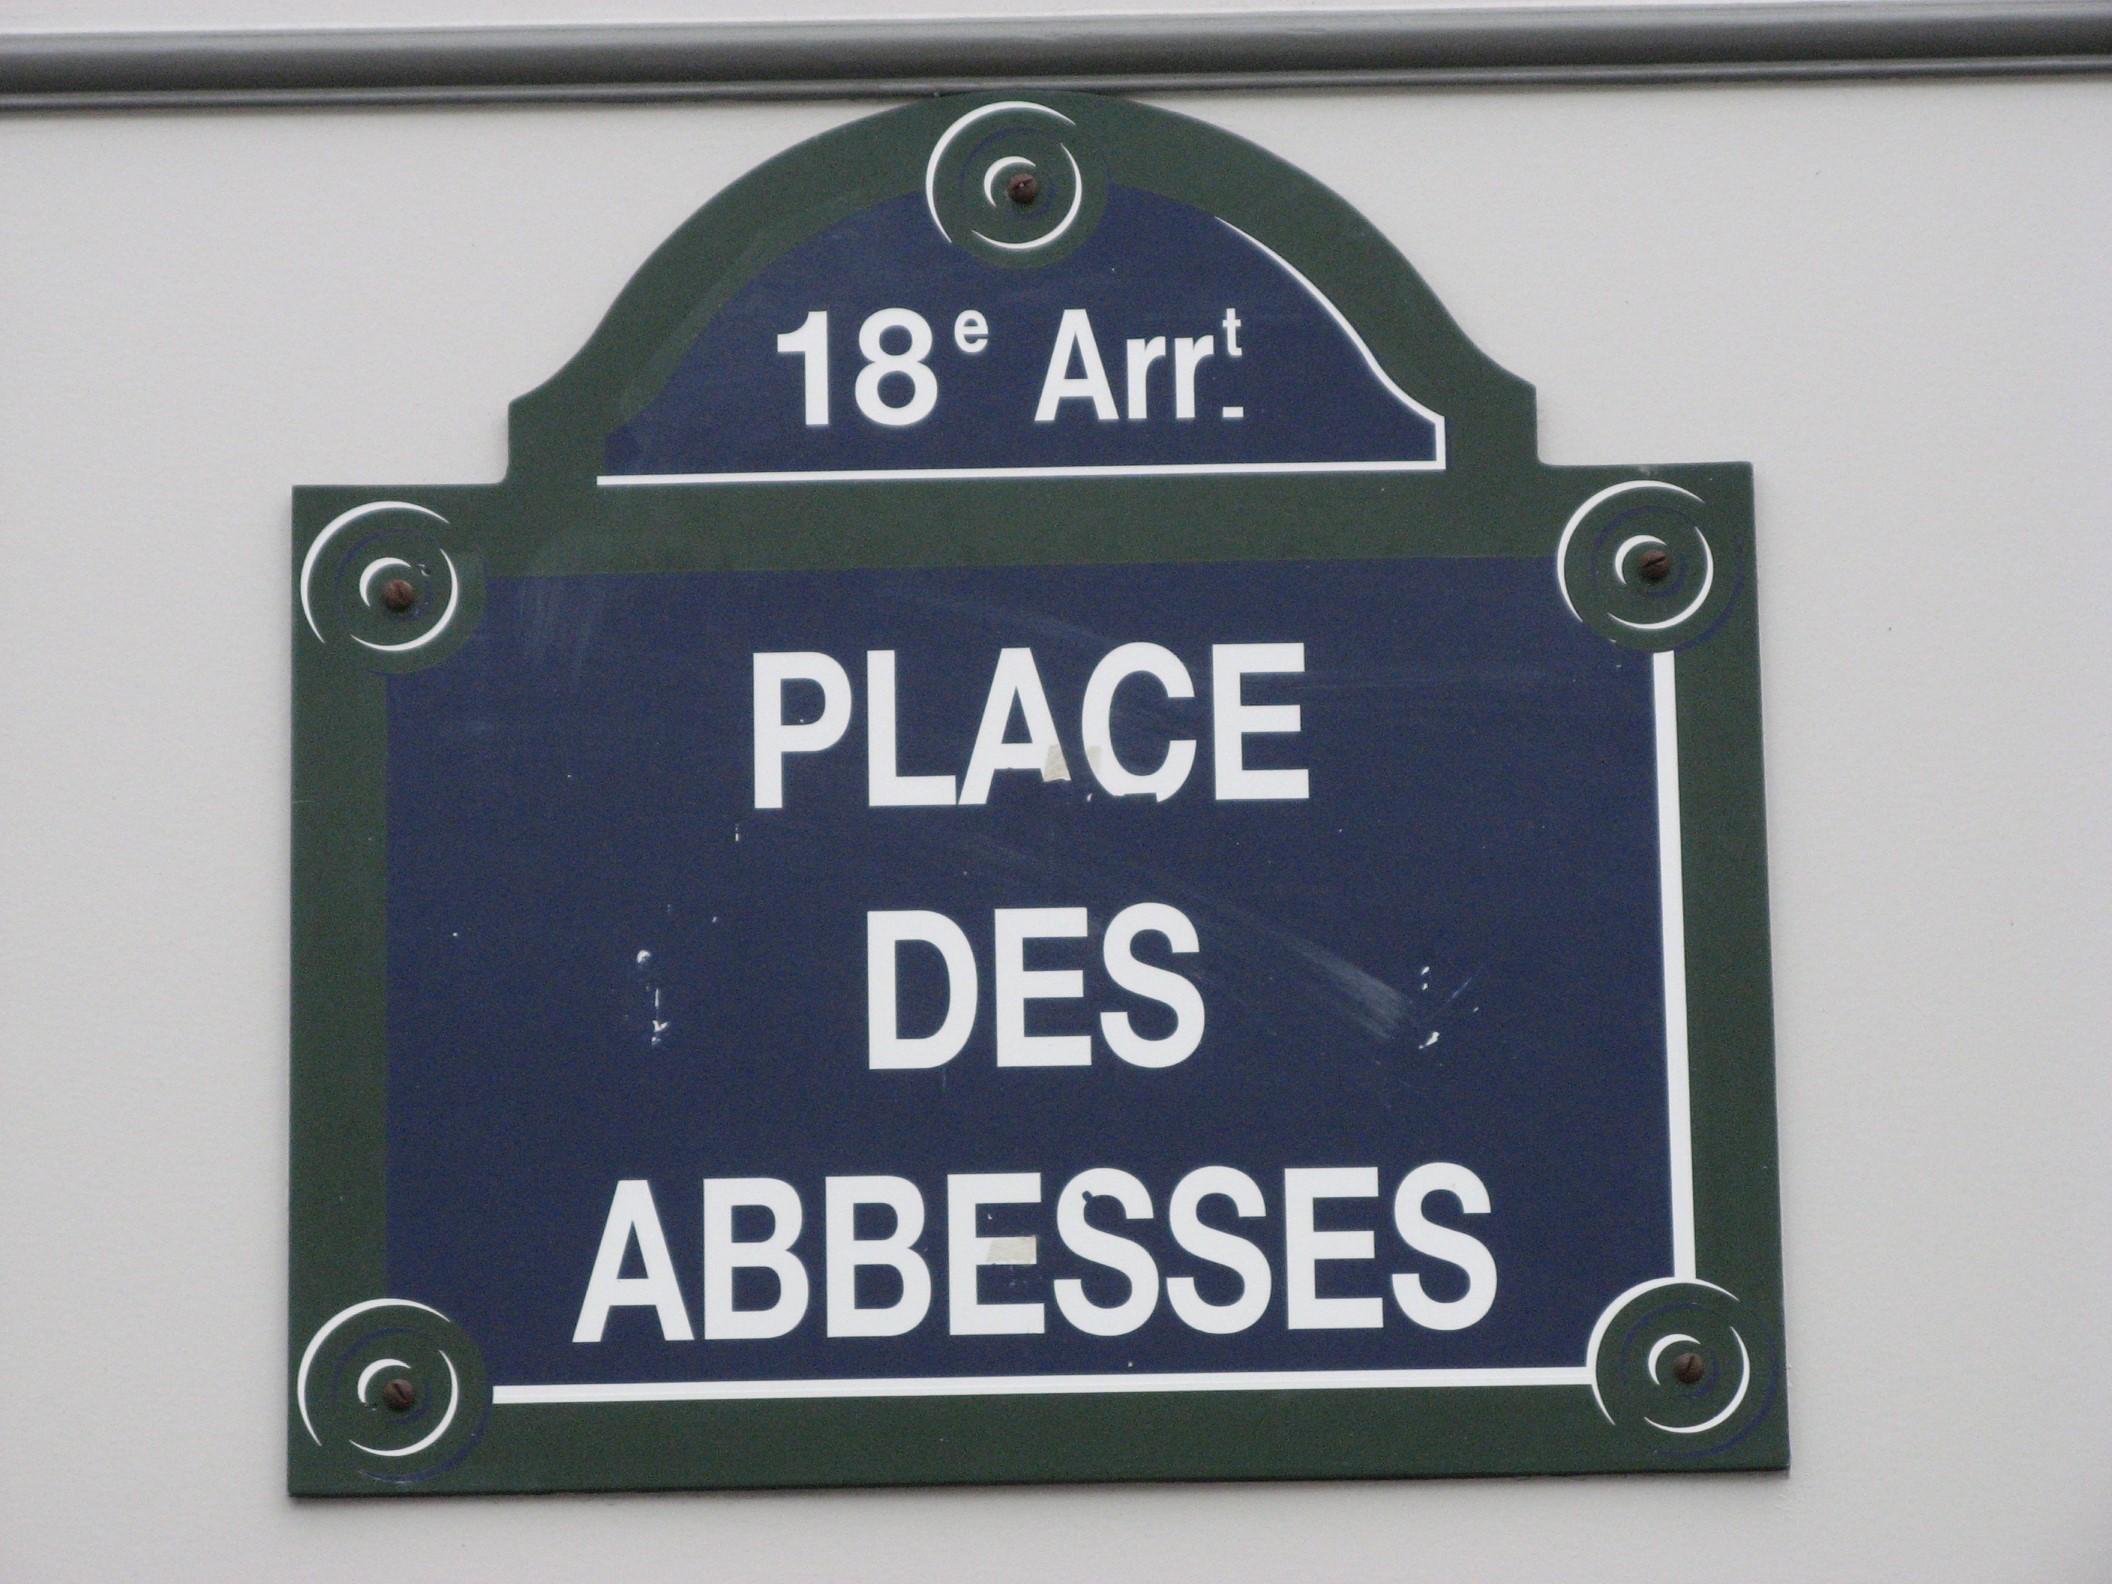 18e Arrt
PLACE
DES
ABBESSES